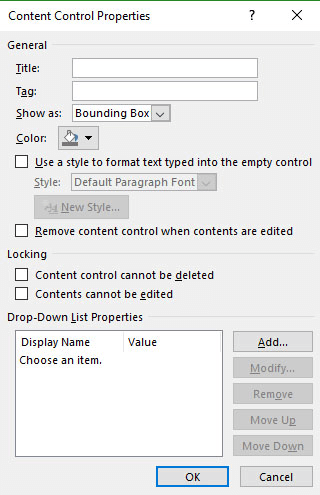 Content Control Properties ? ×
General
Title:
Tag:
Show as: Bounding Box
Color:
Use a style to format text typed into the empty control
Style: Default Paragraph Font
New Style...
Remove content control when contents are edited
Locking
Content control cannot be deleted
Contents cannot be edited
Drop-Down List Properties
Display Name Value
Choose an item.
Add...
Modify...
Remove
Move Up
Move Down
OK Cancel